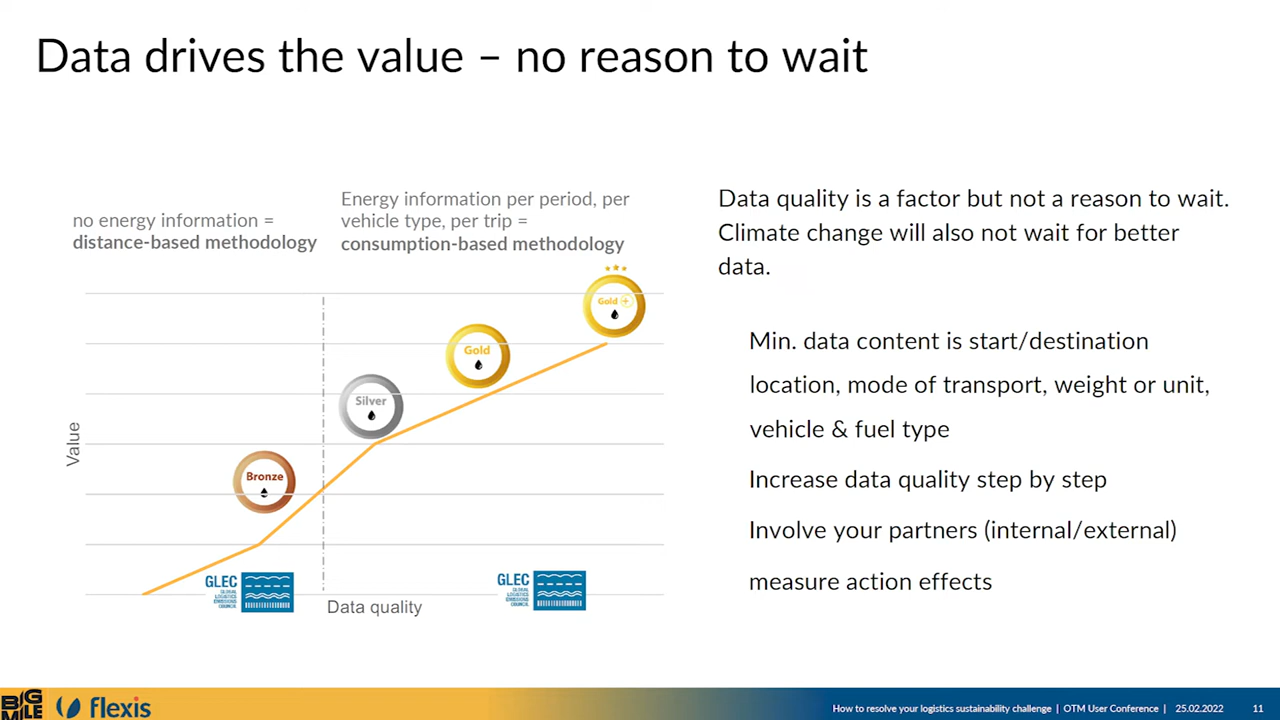 Data drives the value – no reason to wait
no energy information =
distance-based methodology
Energy information per period, per
vehicle type, per trip =
consumption-based methodology
Gold +
Gold
Silver
Bronze
Value
GLEC
GLOBAL
LOGISTICS
EMISSIONS
COUNCIL
GLEC
GLOBAL
LOGISTICS
EMISSIONS
COUNCIL
Data quality
Data quality is a factor but not a reason to wait.
Climate change will also not wait for better
data.
Min. data content is start/destination
location, mode of transport, weight or unit,
vehicle & fuel type
Increase data quality step by step
Involve your partners (internal/external)
measure action effects
BIG
MILE
flexis
How to resolve your logistics sustainability challenge | OTM User Conference | 25.02.2022 11